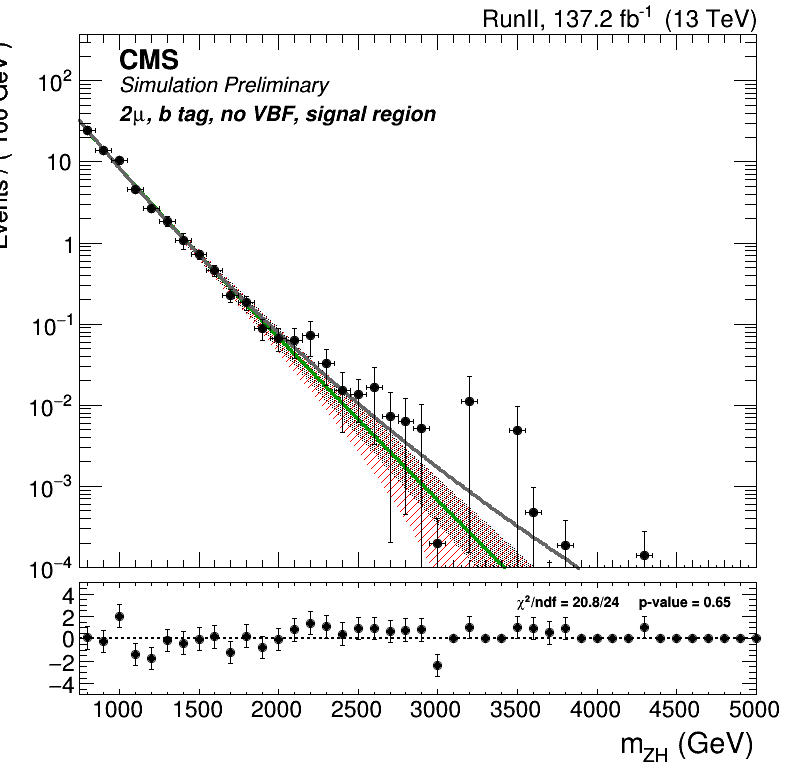 RunII, 137.2 fb⁻¹ (13 TeV)
CMS
Simulation Preliminary
2μ, b tag, no VBF, signal region
10²
10
1
10⁻¹
10⁻²
10⁻³
10⁻⁴
χ²/ndf = 20.8/24 p-value = 0.65
4
2
0
−2
−4
1000 1500 2000 2500 3000 3500 4000 4500 5000
m_ZH (GeV)